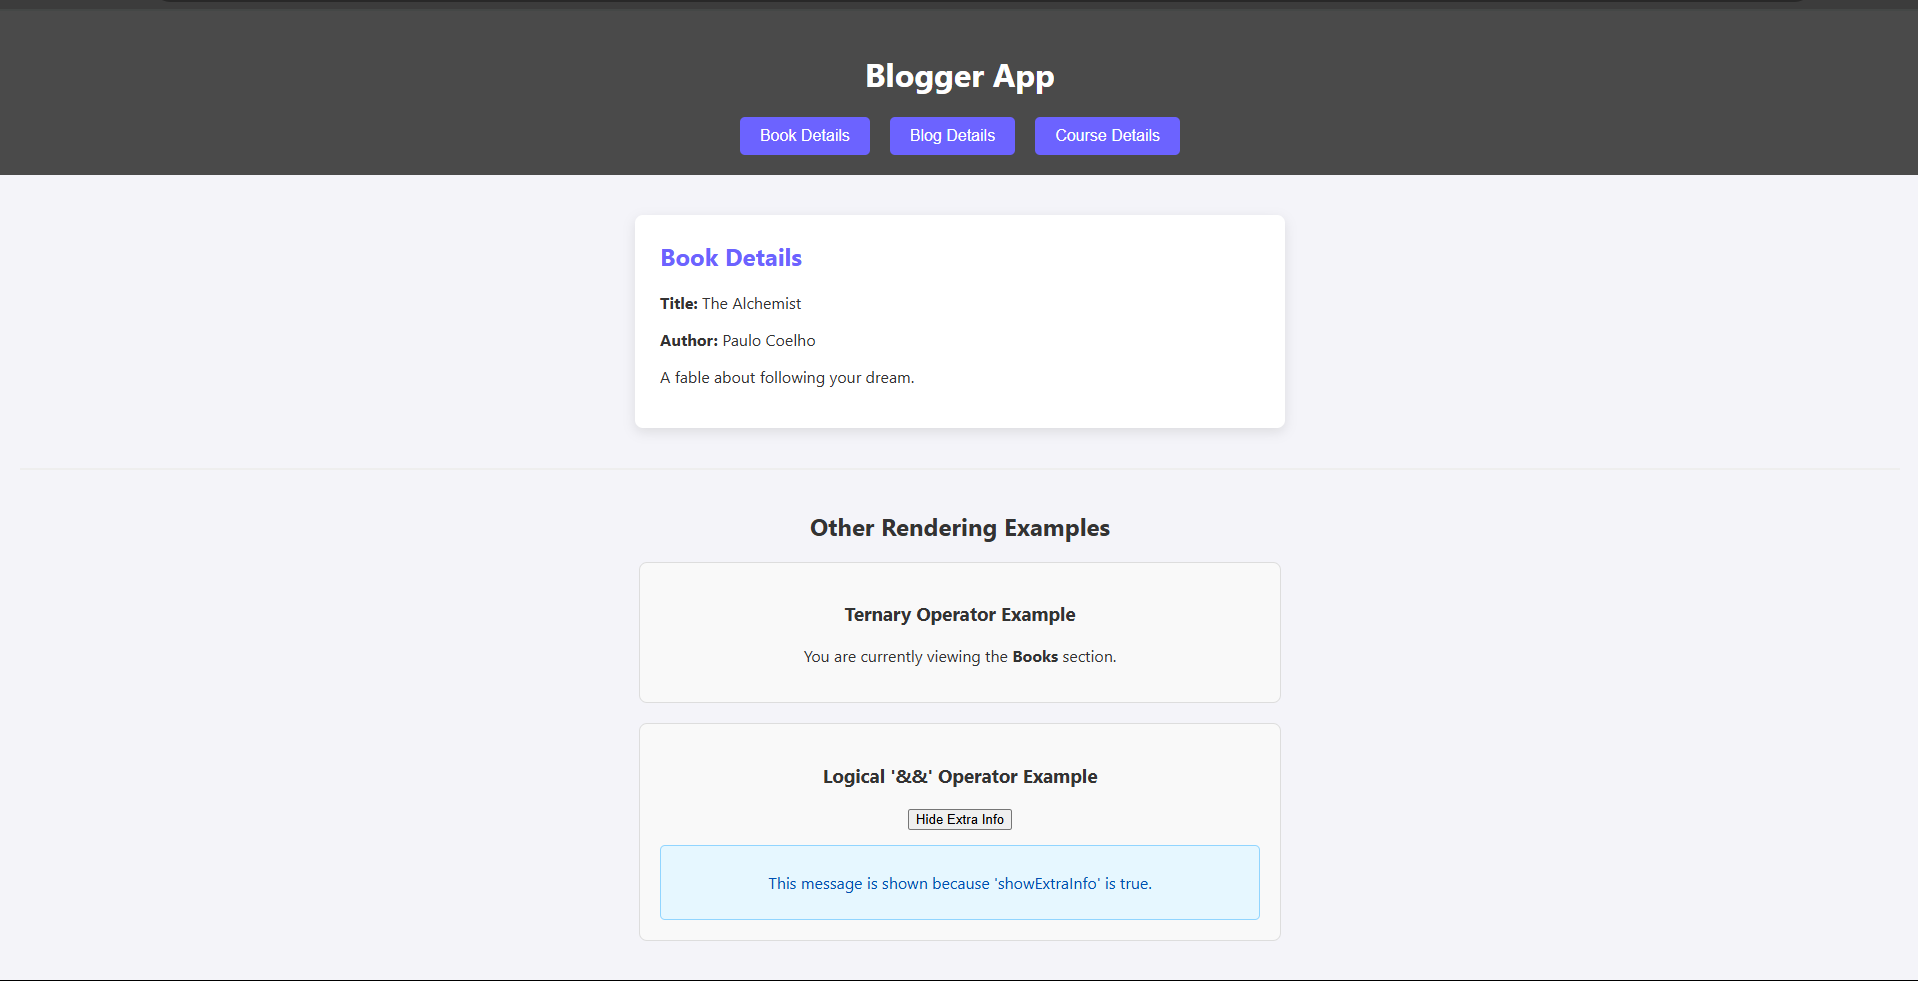 Blogger App
Book Details
Blog Details
Course Details
Book Details
Title: The Alchemist
Author: Paulo Coelho
A fable about following your dream.
Other Rendering Examples
Ternary Operator Example
You are currently viewing the Books section.
Logical '&&' Operator Example
Hide Extra Info
This message is shown because 'showExtraInfo' is true.